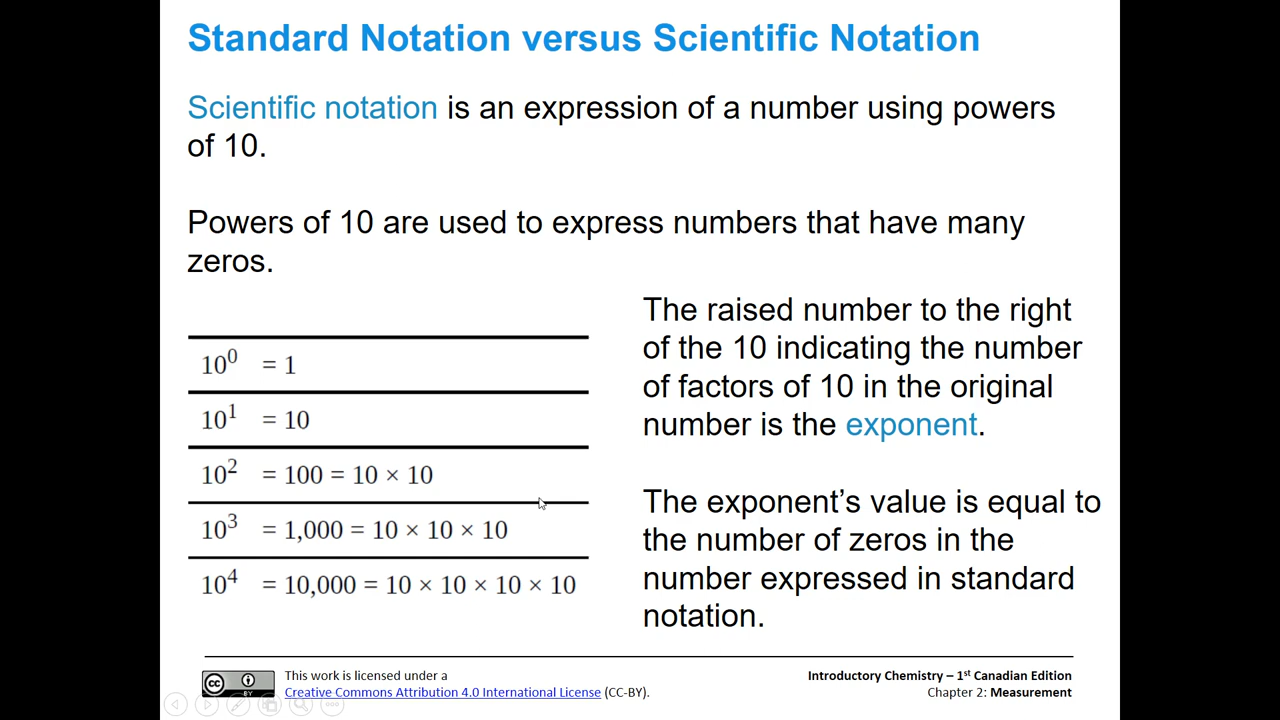 Standard Notation versus Scientific Notation
Scientific notation is an expression of a number using powers
of 10.
Powers of 10 are used to express numbers that have many
zeros.
10⁰ = 1
10¹ = 10
10² = 100 = 10 × 10
10³ = 1,000 = 10 × 10 × 10
10⁴ = 10,000 = 10 × 10 × 10 × 10
The raised number to the right
of the 10 indicating the number
of factors of 10 in the original
number is the exponent.
The exponent’s value is equal to
the number of zeros in the
number expressed in standard
notation.
cc BY
This work is licensed under a
Creative Commons Attribution 4.0 International License (CC-BY).
Introductory Chemistry – 1st Canadian Edition
Chapter 2: Measurement